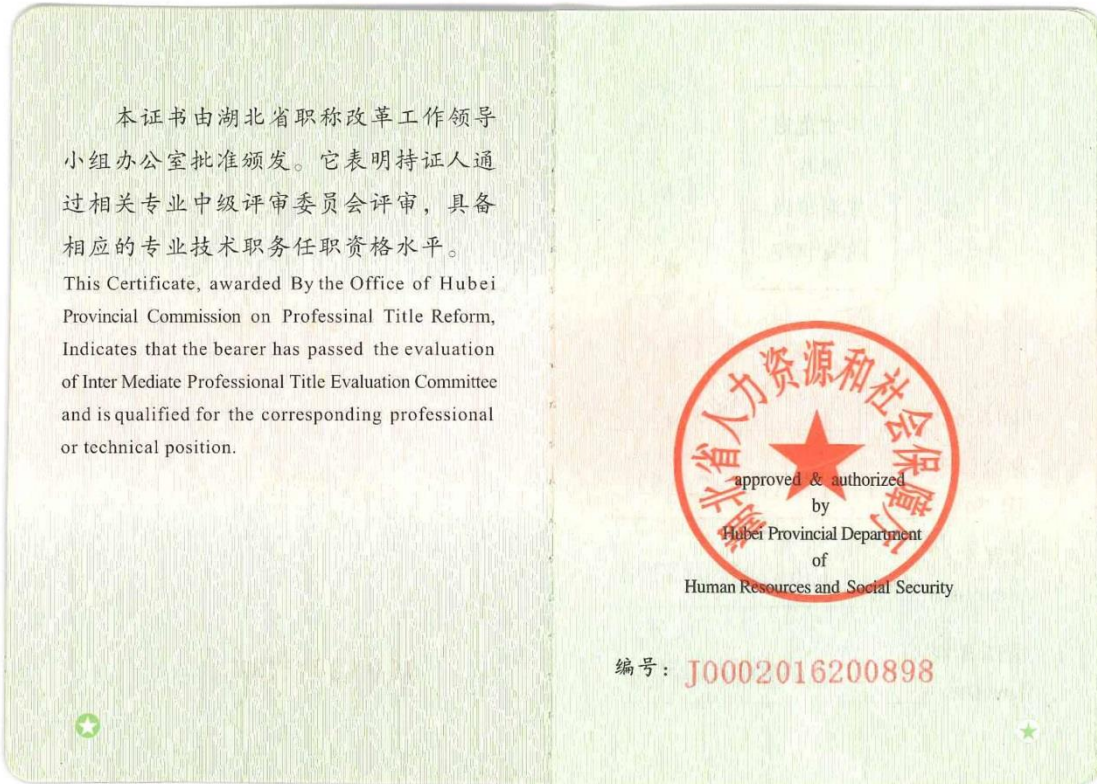 本证书由湖北省职称改革工作领导
小组办公室批准颁发。它表明持证人通
过相关专业中级评审委员会评审，具备
相应的专业技术职务任职资格水平。
This Certificate, awarded By the Office of Hubei
Provincial Commission on Professinal Title Reform,
Indicates that the bearer has passed the evaluation
of Inter Mediate Professional Title Evaluation Committee
and is qualified for the corresponding professional
or technical position.
湖北省人力资源和社会保障厅
approved & authorized
by
Hubei Provincial Department
of
Human Resources and Social Security
编号：J0002016200898